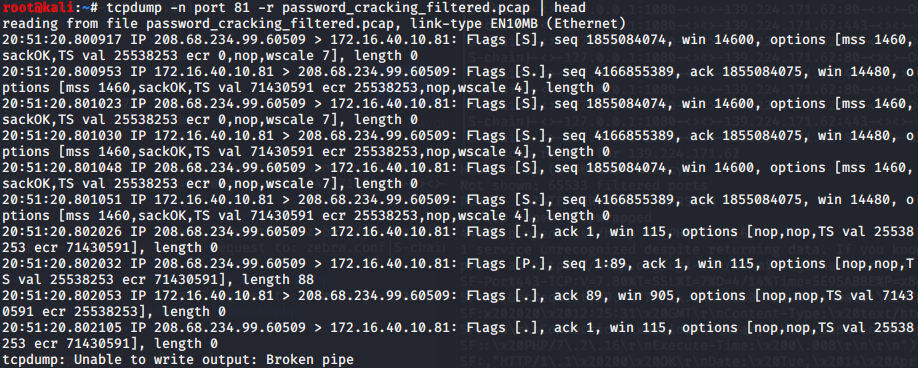 root@kali:~# tcpdump -n port 81 -r password_cracking_filtered.pcap | head
reading from file password_cracking_filtered.pcap, link-type EN10MB (Ethernet)
20:51:20.800917 IP 208.68.234.99.60509 > 172.16.40.10.81: Flags [S], seq 1855084074, win 14600, options [mss 1460,
sackOK,TS val 25538253 ecr 0,nop,wscale 7], length 0
20:51:20.800953 IP 172.16.40.10.81 > 208.68.234.99.60509: Flags [S.], seq 4166855389, ack 1855084075, win 14480, o
ptions [mss 1460,sackOK,TS val 71430591 ecr 25538253,nop,wscale 4], length 0
20:51:20.801023 IP 208.68.234.99.60509 > 172.16.40.10.81: Flags [S], seq 1855084074, win 14600, options [mss 1460,
sackOK,TS val 25538253 ecr 0,nop,wscale 7], length 0
20:51:20.801030 IP 172.16.40.10.81 > 208.68.234.99.60509: Flags [S.], seq 4166855389, ack 1855084075, win 14480, o
ptions [mss 1460,sackOK,TS val 71430591 ecr 25538253,nop,wscale 4], length 0
20:51:20.801048 IP 208.68.234.99.60509 > 172.16.40.10.81: Flags [S], seq 1855084074, win 14600, options [mss 1460,
sackOK,TS val 25538253 ecr 0,nop,wscale 7], length 0
20:51:20.801051 IP 172.16.40.10.81 > 208.68.234.99.60509: Flags [S.], seq 4166855389, ack 1855084075, win 14480, o
ptions [mss 1460,sackOK,TS val 71430591 ecr 25538253,nop,wscale 4], length 0
20:51:20.802026 IP 208.68.234.99.60509 > 172.16.40.10.81: Flags [.], ack 1, win 115, options [nop,nop,TS val 25538
253 ecr 71430591], length 0
20:51:20.802032 IP 208.68.234.99.60509 > 172.16.40.10.81: Flags [P.], seq 1:89, ack 1, win 115, options [nop,nop,T
S val 25538253 ecr 71430591], length 88
20:51:20.802053 IP 172.16.40.10.81 > 208.68.234.99.60509: Flags [.], ack 89, win 905, options [nop,nop,TS val 7143
0591 ecr 25538253], length 0
20:51:20.802105 IP 208.68.234.99.60509 > 172.16.40.10.81: Flags [.], ack 1, win 115, options [nop,nop,TS val 25538
253 ecr 71430591], length 0
tcpdump: Unable to write output: Broken pipe